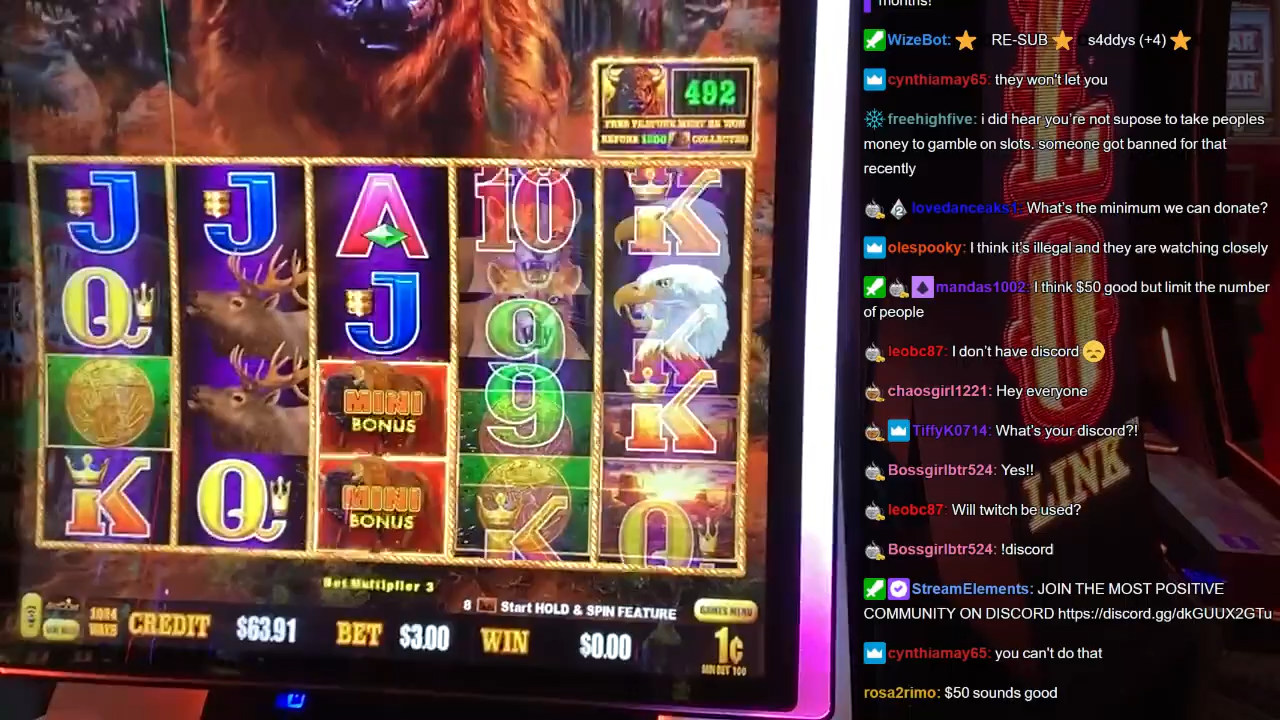 months!
WizeBot: RE-SUB s4ddys (+4)
cynthiamay65: they won't let you
freehighfive: i did hear you're not supose to take peoples
money to gamble on slots. someone got banned for that
recently
lovedanceaks1: What's the minimum we can donate?
olespooky: I think it's illegal and they are watching closely
mandas1002: I think $50 good but limit the number
of people
leobc87: I don't have discord
chaosgirl1221: Hey everyone
TiffyK0714: What's your discord?!
Bossgirlbtr524: Yes!!
leobc87: Will twitch be used?
Bossgirlbtr524: !discord
StreamElements: JOIN THE MOST POSITIVE
COMMUNITY ON DISCORD https://discord.gg/dkGUUX2GTu
cynthiamay65: you can't do that
rosa2rimo: $50 sounds good
492
FREE FEATURE MUST BE WON
BEFORE $800 COLLECTED
J J A 10 K
Q J 9 K
MINI BONUS 9 K
K Q MINI BONUS K Q
Bet Multiplier 3
8 Start HOLD & SPIN FEATURE
GAMES MENU
1024 WAYS
CREDIT $63.91 BET $3.00 WIN $0.00
1¢
MIN BET 100
LINK